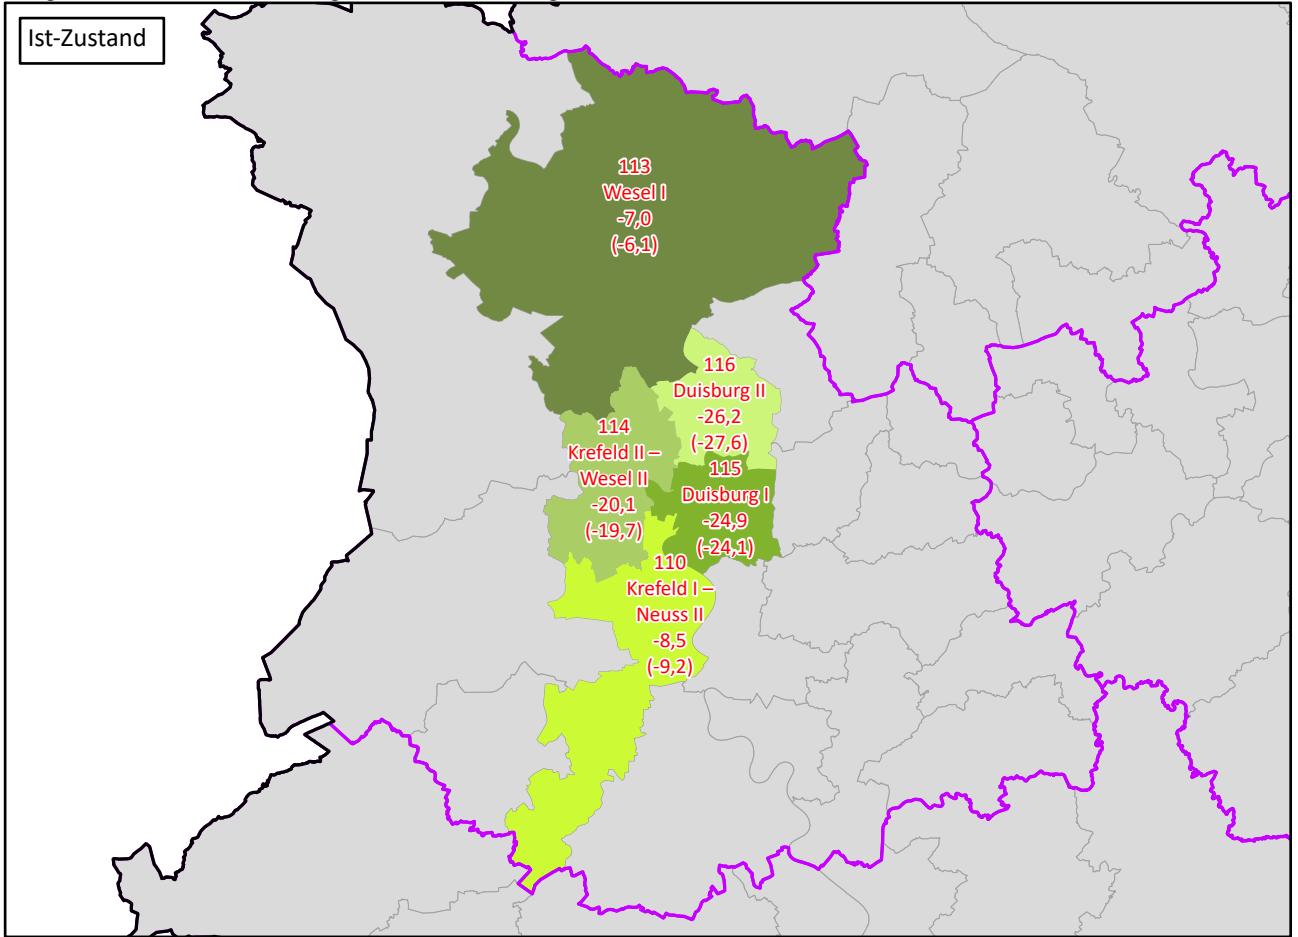 Ist-Zustand
113
Wesel I
-7,0
(-6,1)
116
Duisburg II
-26,2
(-27,6)
114
Krefeld II –
Wesel II
-20,1
(-19,7)
115
Duisburg I
-24,9
(-24,1)
110
Krefeld I –
Neuss II
-8,5
(-9,2)